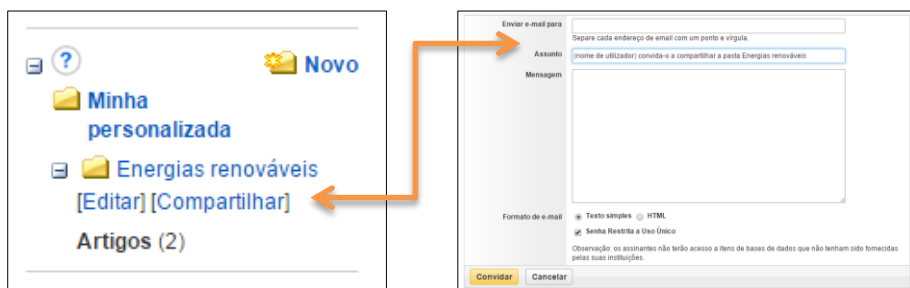 Novo
Minha
personalizada
Energias renováveis
[Editar] [Compartilhar]
Artigos (2)
Enviar e-mail para
Separe cada endereço de email com um ponto e vírgula.
Assunto
(nome de utilizador) convida-o a compartilhar a pasta Energias renováveis
Mensagem
Formato de e-mail
Texto simples
HTML
Senha Restrita a Uso Único
Observação: os assinantes não terão acesso a itens de bases de dados que não tenham sido fornecidas
pelas suas instituições.
Convidar Cancelar